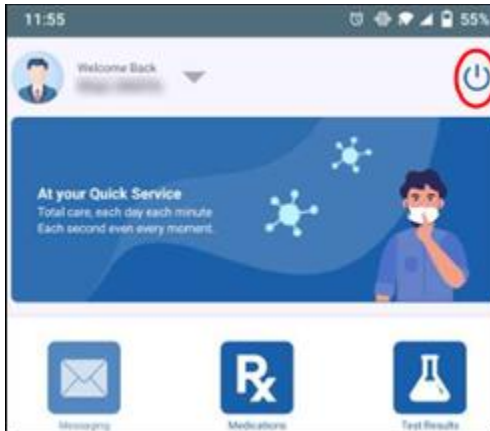 11:55
55%
Welcome Back
At your Quick Service
Total care, each day each minute
Each second even every moment.
Rx
Messaging
Medications
Test Results